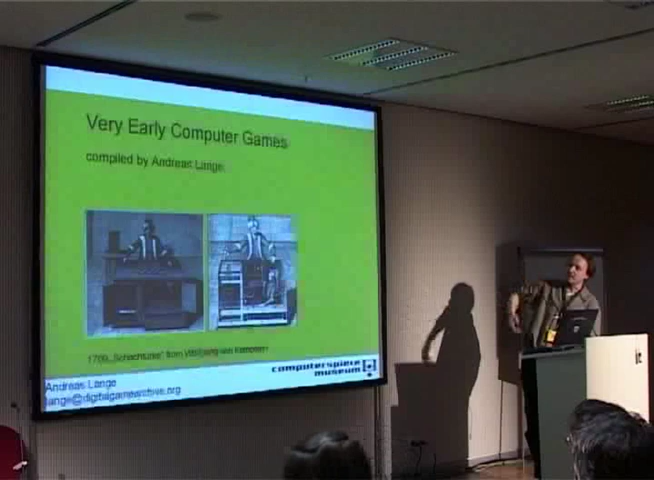 Very Early Computer Games
compiled by Andreas Lange
"Schachtürke" from Wolfgang von Kempelen
computerspiele
museum
Andreas Lange
lange@digitalgamearchive.org